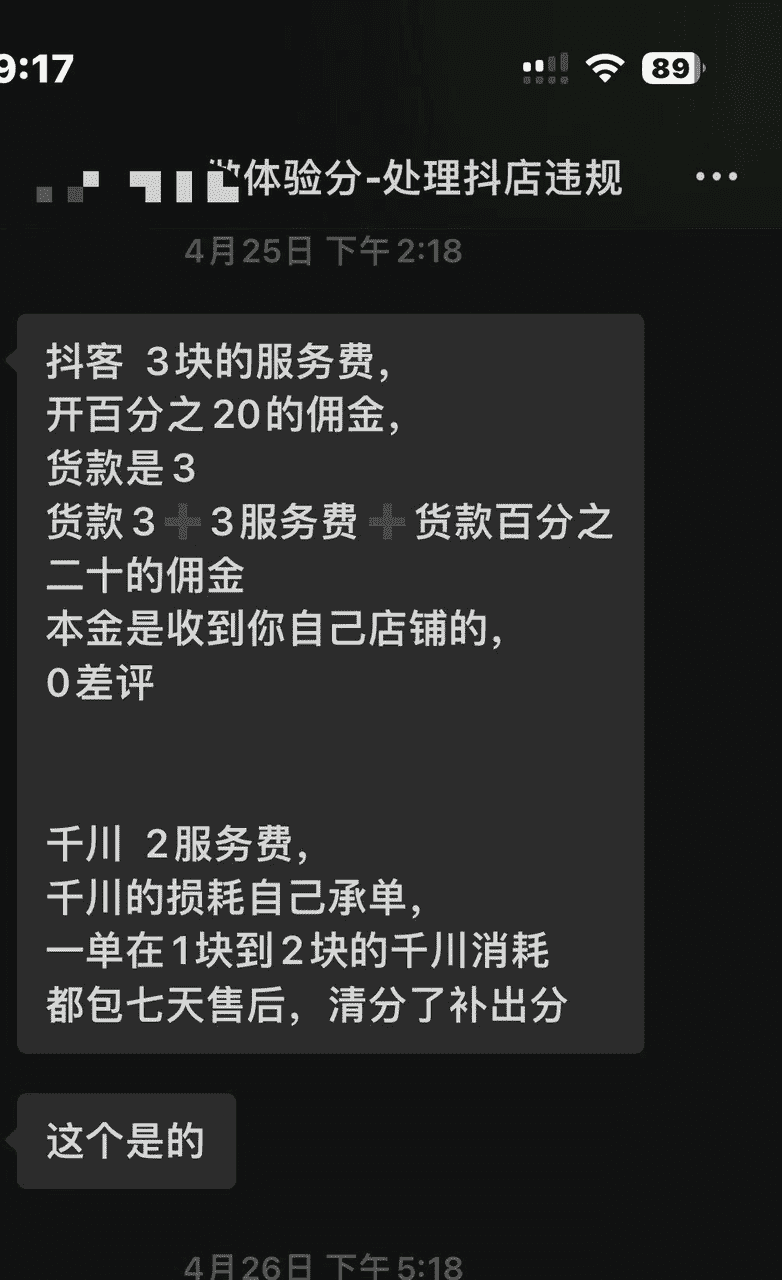 9:17
89
做体验分-处理抖店违规
4月25日 下午2:18
抖客 3块的服务费，
开百分之20的佣金，
货款是3
货款3➕3服务费➕货款百分之
二十的佣金
本金是收到你自己店铺的，
0差评
千川 2服务费，
千川的损耗自己承单，
一单在1块到2块的千川消耗
都包七天售后，清分了补出分
这个是的
4月26日 下午5:18